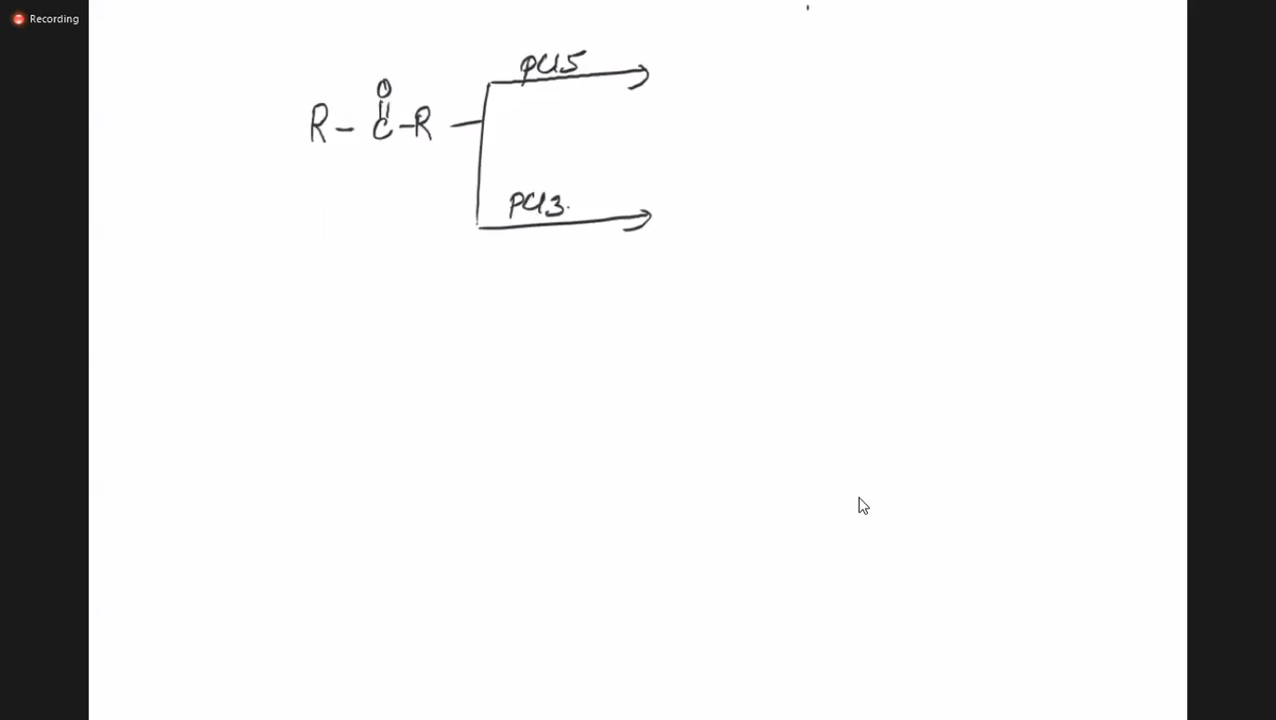 Recording
PCl5
O
||
R - C - R
PCl3.